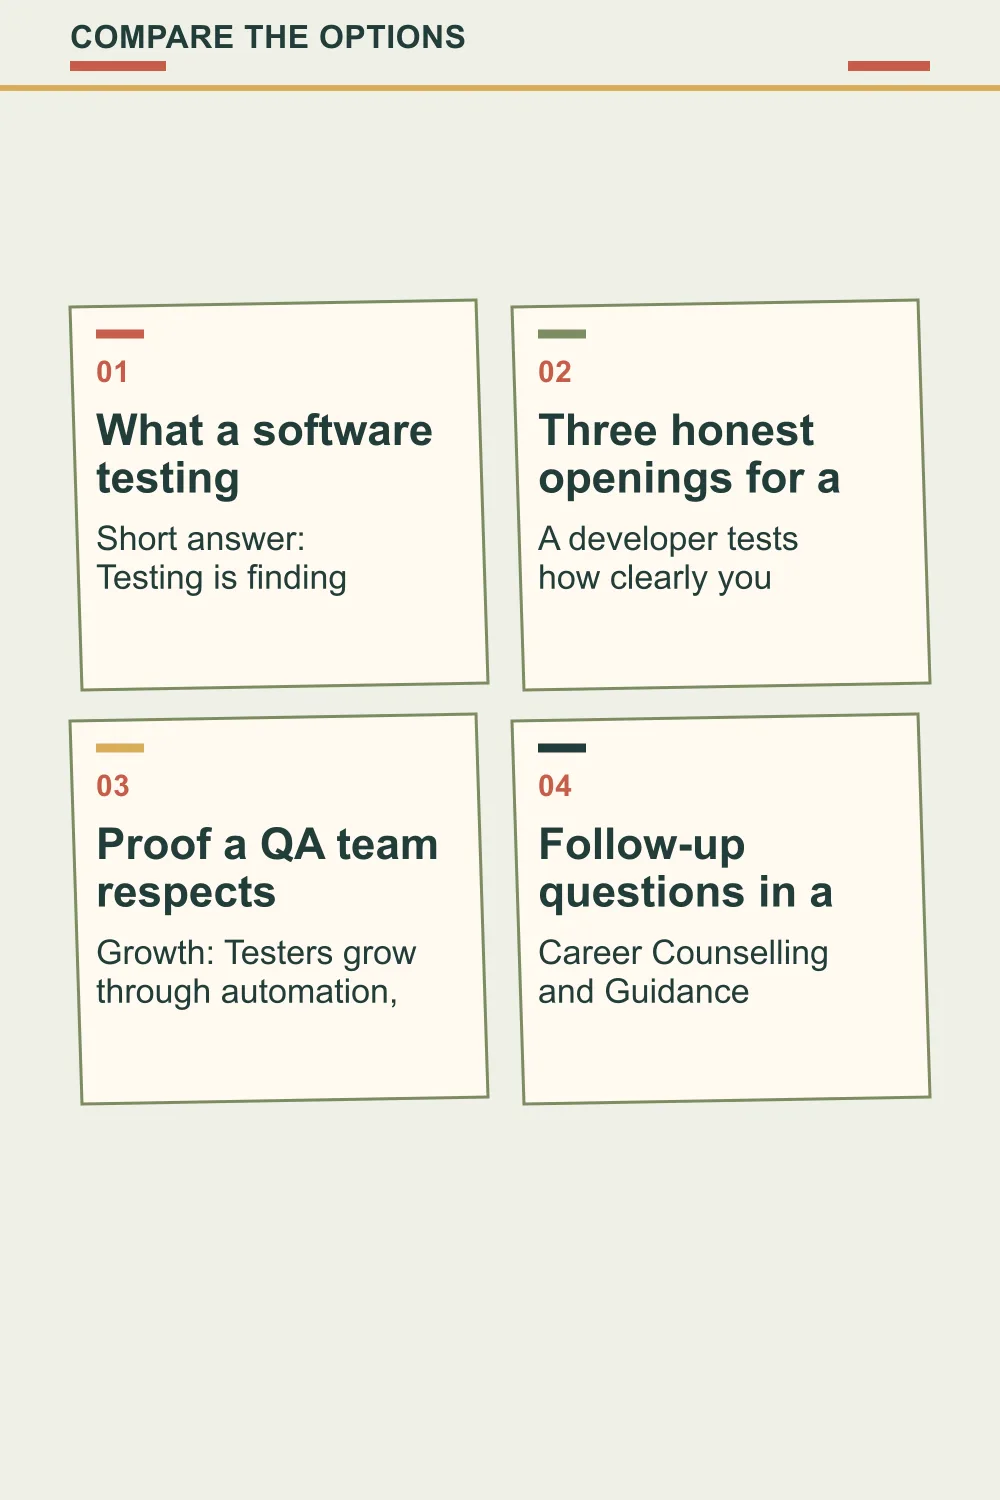 COMPARE THE OPTIONS
01
What a software
testing
Short answer:
Testing is finding
02
Three honest
openings for a
A developer tests
how clearly you
03
Proof a QA team
respects
Growth: Testers grow
through automation,
04
Follow-up
questions in a
Career Counselling
and Guidance